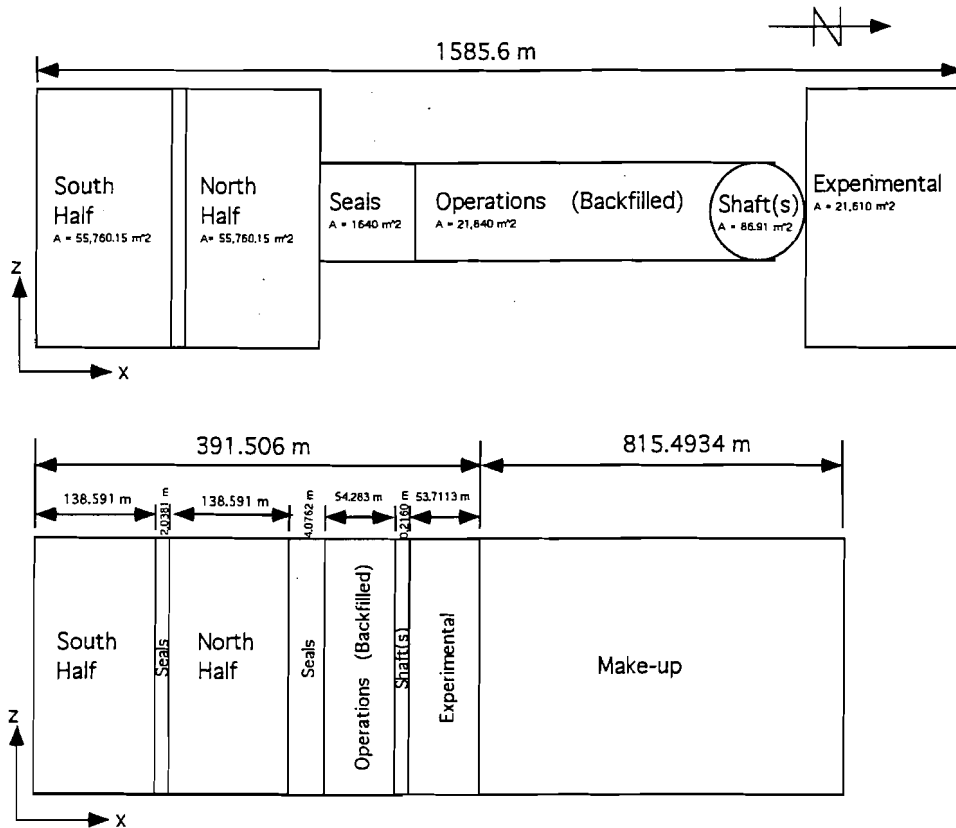 N
1585.6 m
South
Half
A = 55,760.15 m^2
North
Half
A= 55,760.15 m^2
Seals
A = 1640 m^2
Operations (Backfilled)
A = 21,840 m^2
Shaft(s)
A = 86.91 m^2
Experimental
A = 21,610 m^2
Z
X
391.506 m
815.4934 m
138.591 m
2.0381 m
138.591 m
4.0762 m
54.283 m
0.2160 m
53.7113 m
South
Half
Seals
North
Half
Seals
Operations (Backfilled)
Shaft(s)
Experimental
Make-up
Z
X